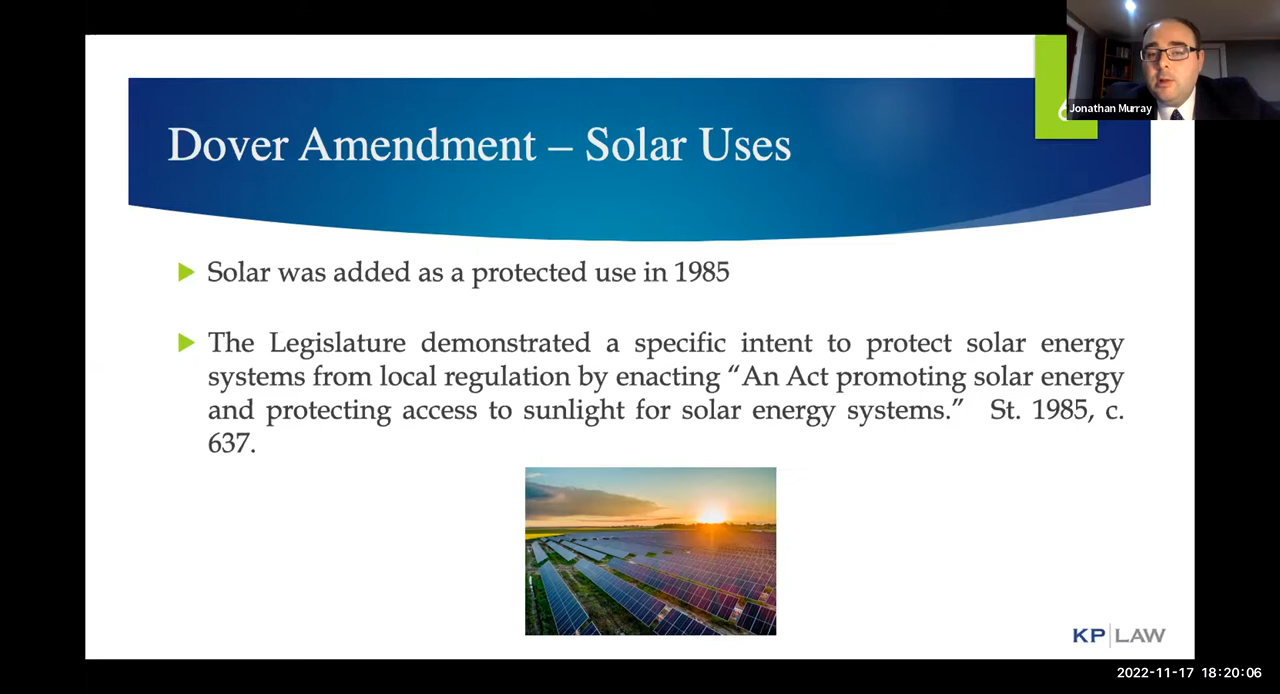 Jonathan Murray
Dover Amendment – Solar Uses
Solar was added as a protected use in 1985
The Legislature demonstrated a specific intent to protect solar energy
systems from local regulation by enacting “An Act promoting solar energy
and protecting access to sunlight for solar energy systems.” St. 1985, c.
637.
KP LAW
2022-11-17 18:20:06